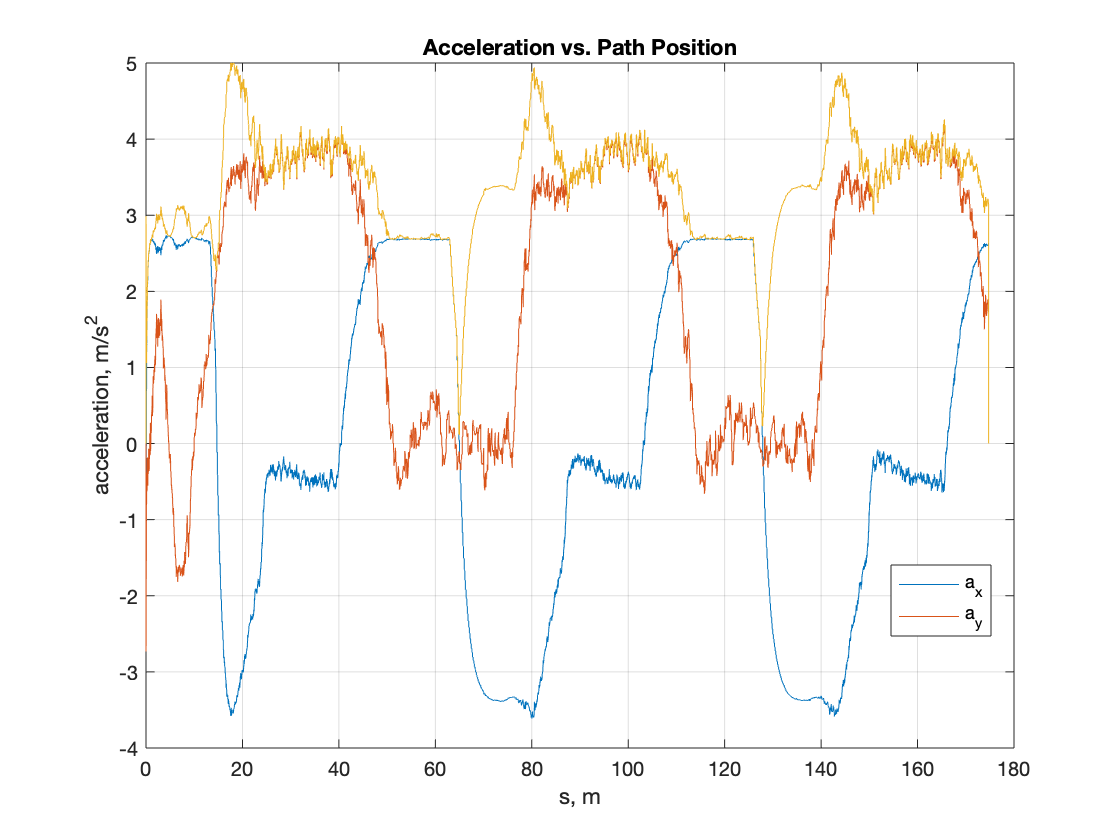 Acceleration vs. Path Position
5
4
3
2
1
0
-1
-2
-3
-4
acceleration, m/s²
0 20 40 60 80 100 120 140 160 180
s, m
aₓ
a_y